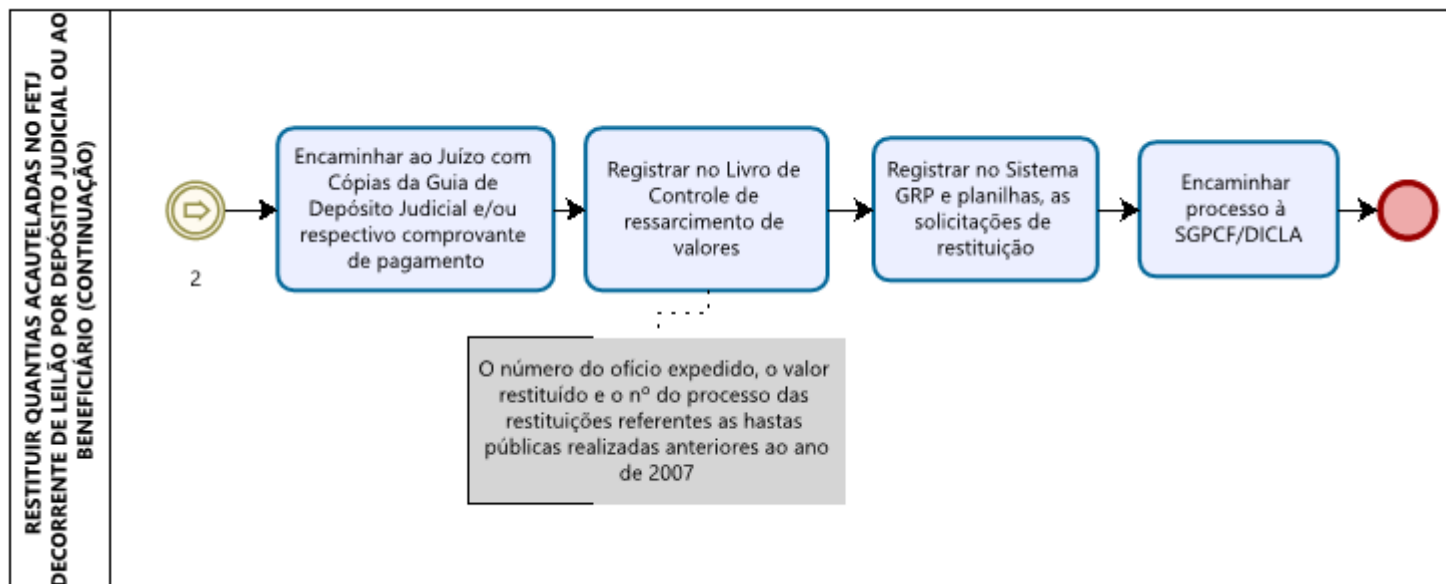 RESTITUIR QUANTIAS ACAUTELADAS NO FETJ
DECORRENTE DE LEILÃO POR DEPÓSITO JUDICIAL OU AO
BENEFICIÁRIO (CONTINUAÇÃO)
2
Encaminhar ao Juízo com
Cópias da Guia de
Depósito Judicial e/ou
respectivo comprovante
de pagamento
Registrar no Livro de
Controle de
ressarcimento de
valores
Registrar no Sistema
GRP e planilhas, as
solicitações de
restituição
Encaminhar
processo à
SGPCF/DICLA
O número do ofício expedido, o valor
restituído e o nº do processo das
restituições referentes as hastas
públicas realizadas anteriores ao ano
de 2007